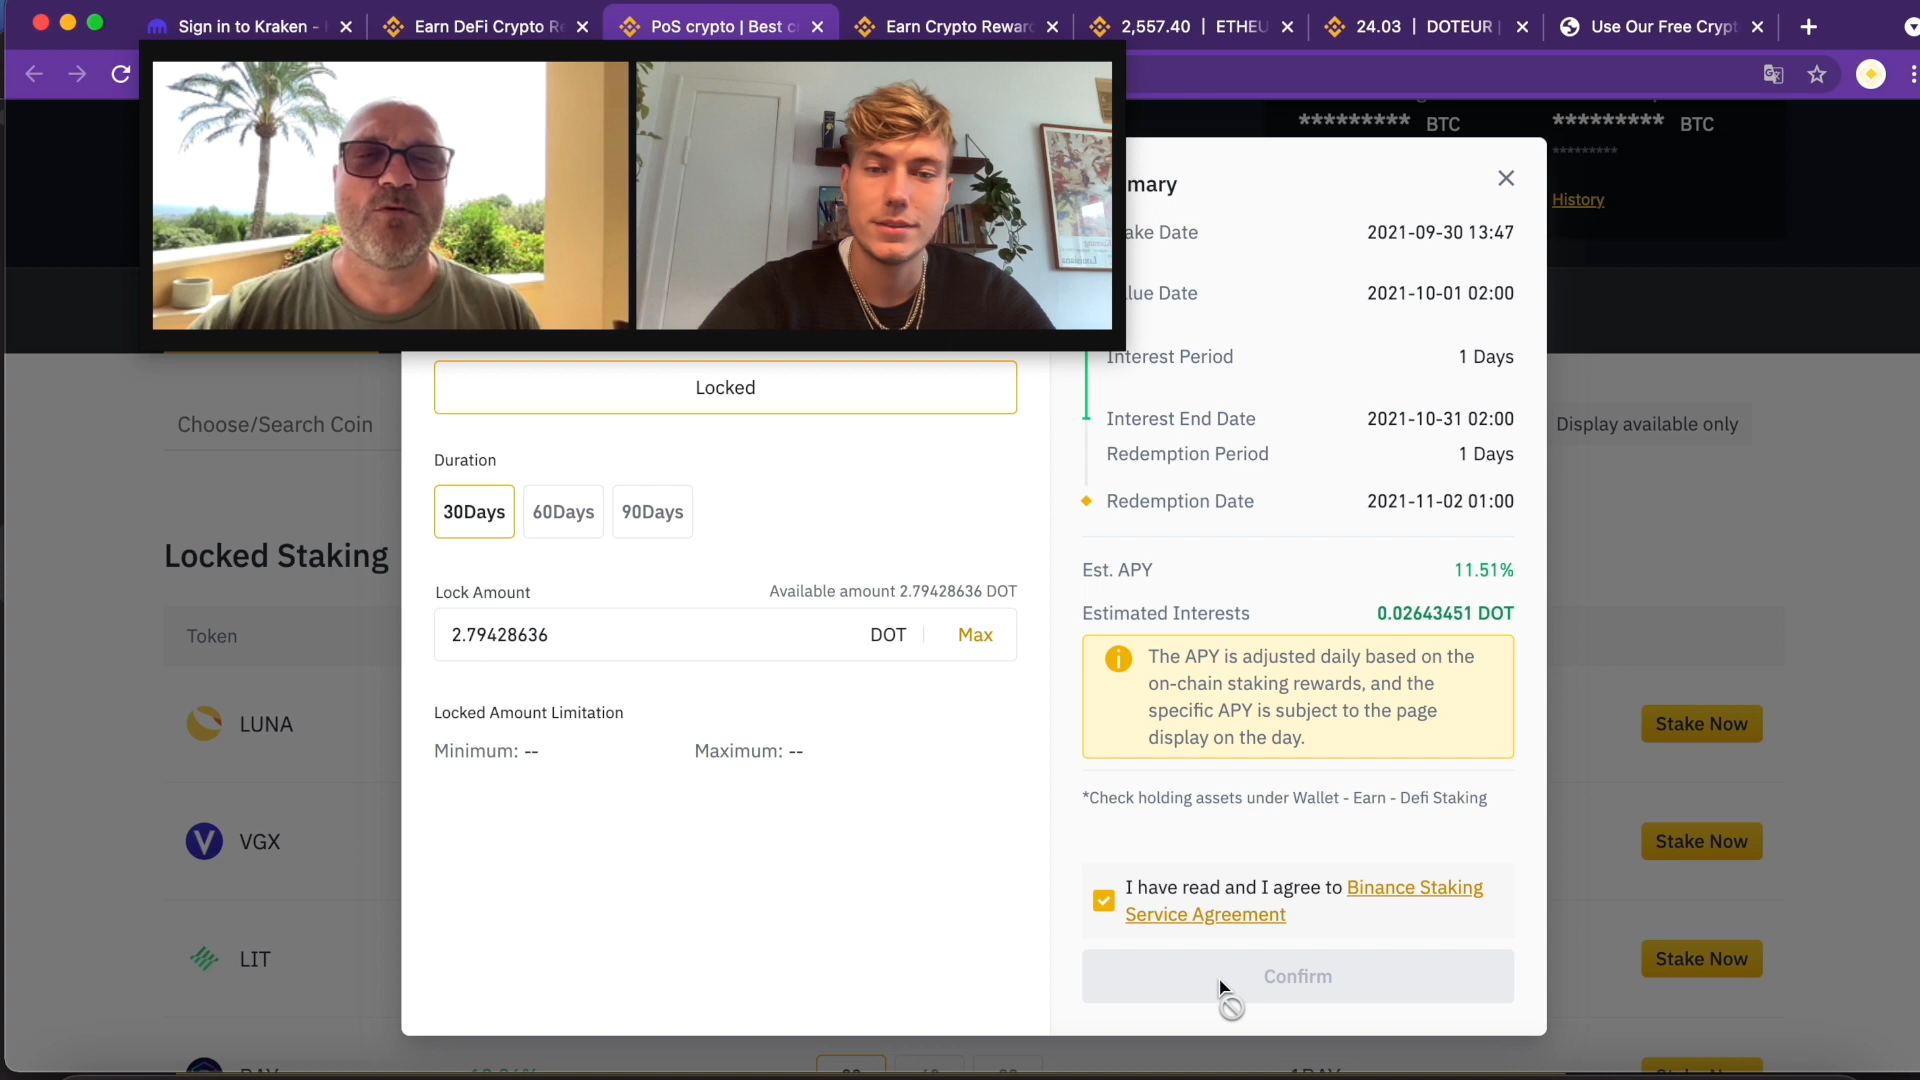 Sign in to Kraken -
Earn DeFi Crypto Re
PoS crypto | Best c
Earn Crypto Rewar
2,557.40 | ETHEU
24.03 | DOTEUR |
Use Our Free Crypt
********* BTC
********* BTC
*********
History
mary
ake Date 2021-09-30 13:47
lue Date 2021-10-01 02:00
Interest Period 1 Days
Interest End Date 2021-10-31 02:00
Redemption Period 1 Days
Redemption Date 2021-11-02 01:00
Est. APY 11.51%
Estimated Interests 0.02643451 DOT
The APY is adjusted daily based on the
on-chain staking rewards, and the
specific APY is subject to the page
display on the day.
*Check holding assets under Wallet - Earn - Defi Staking
I have read and I agree to Binance Staking
Service Agreement
Confirm
Locked
Duration
30Days 60Days 90Days
Lock Amount Available amount 2.79428636 DOT
2.79428636 DOT Max
Locked Amount Limitation
Minimum: -- Maximum: --
Choose/Search Coin
Display available only
Locked Staking
Token
LUNA Stake Now
VGX Stake Now
LIT Stake Now